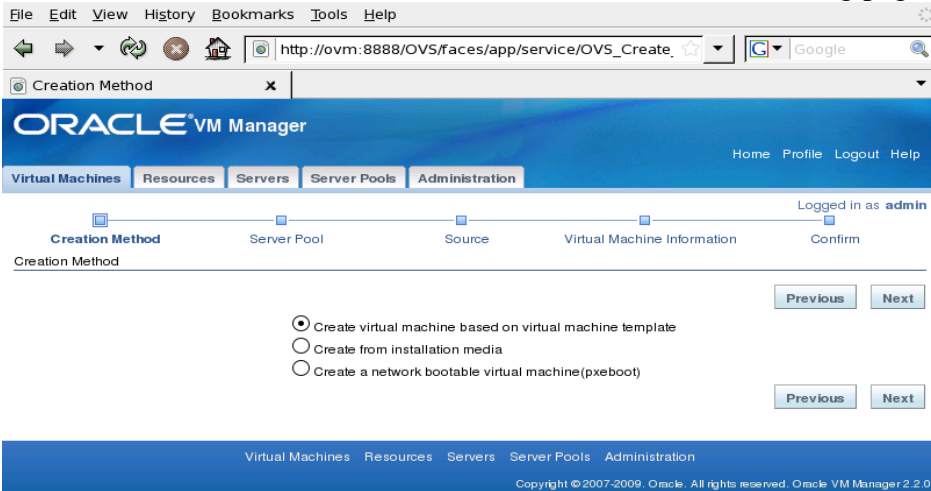 File Edit View History Bookmarks Tools Help
http://ovm:8888/OVS/faces/app/service/OVS_Create_ G Google
Creation Method x
ORACLE VM Manager
Home Profile Logout Help
Virtual Machines Resources Servers Server Pools Administration
Logged in as admin
Creation Method Server Pool Source Virtual Machine Information Confirm
Creation Method
Previous Next
Create virtual machine based on virtual machine template
Create from installation media
Create a network bootable virtual machine(pxeboot)
Previous Next
Virtual Machines Resources Servers Server Pools Administration
Copyright © 2007-2009. Oracle. All rights reserved. Oracle VM Manager 2.2.0